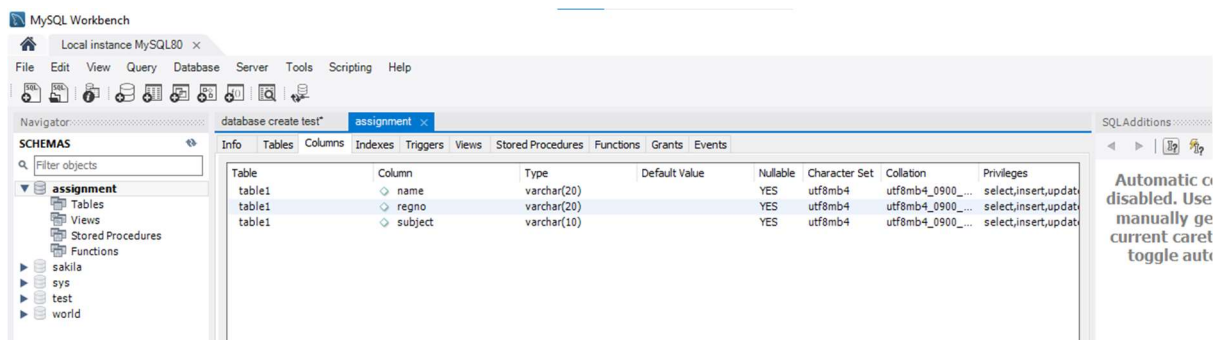 MySQL Workbench
Local instance MySQL80 ×
File Edit View Query Database Server Tools Scripting Help
Navigator
database create test* assignment ×
SQLAdditions
SCHEMAS
Info Tables Columns Indexes Triggers Views Stored Procedures Functions Grants Events
Filter objects
Table Column Type Default Value Nullable Character Set Collation Privileges
table1 name varchar(20) YES utf8mb4 utf8mb4_0900_... select,insert,update
table1 regno varchar(20) YES utf8mb4 utf8mb4_0900_... select,insert,update
table1 subject varchar(10) YES utf8mb4 utf8mb4_0900_... select,insert,update
assignment
Tables
Views
Stored Procedures
Functions
sakila
sys
test
world
Automatic c
disabled. Use
manually ge
current caret
toggle aut